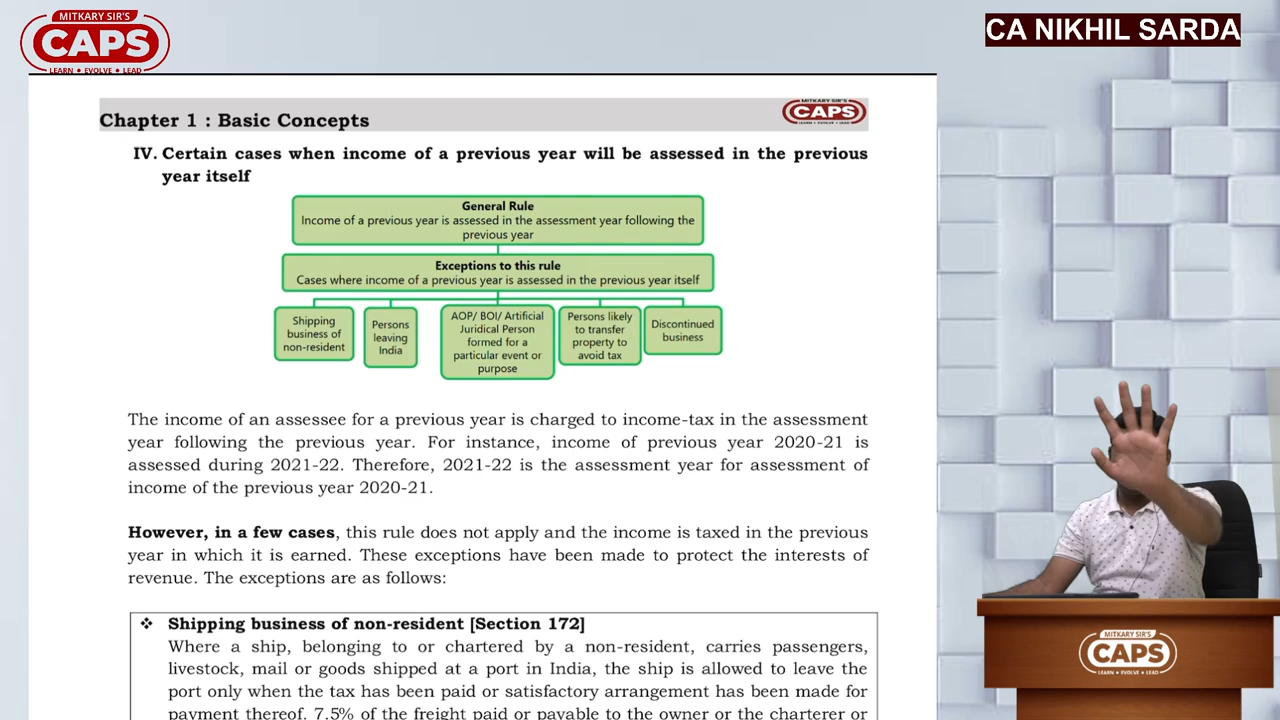 MITKARY SIR'S
CAPS
LEARN • EVOLVE • LEAD
CA NIKHIL SARDA
Chapter 1 : Basic Concepts
MITKARY SIR'S
CAPS
LEARN • EVOLVE • LEAD
IV. Certain cases when income of a previous year will be assessed in the previous
year itself
General Rule
Income of a previous year is assessed in the assessment year following the
previous year
Exceptions to this rule
Cases where income of a previous year is assessed in the previous year itself
Shipping
business of
non-resident
Persons
leaving
India
AOP/ BOI/ Artificial
Juridical Person
formed for a
particular event or
purpose
Persons likely
to transfer
property to
avoid tax
Discontinued
business
The income of an assessee for a previous year is charged to income-tax in the assessment
year following the previous year. For instance, income of previous year 2020-21 is
assessed during 2021-22. Therefore, 2021-22 is the assessment year for assessment of
income of the previous year 2020-21.
However, in a few cases, this rule does not apply and the income is taxed in the previous
year in which it is earned. These exceptions have been made to protect the interests of
revenue. The exceptions are as follows:
❖ Shipping business of non-resident [Section 172]
Where a ship, belonging to or chartered by a non-resident, carries passengers,
livestock, mail or goods shipped at a port in India, the ship is allowed to leave the
port only when the tax has been paid or satisfactory arrangement has been made for
payment thereof. 7.5% of the freight paid or payable to the owner or the charterer or
MITKARY SIR'S
CAPS
LEARN • EVOLVE • LEAD